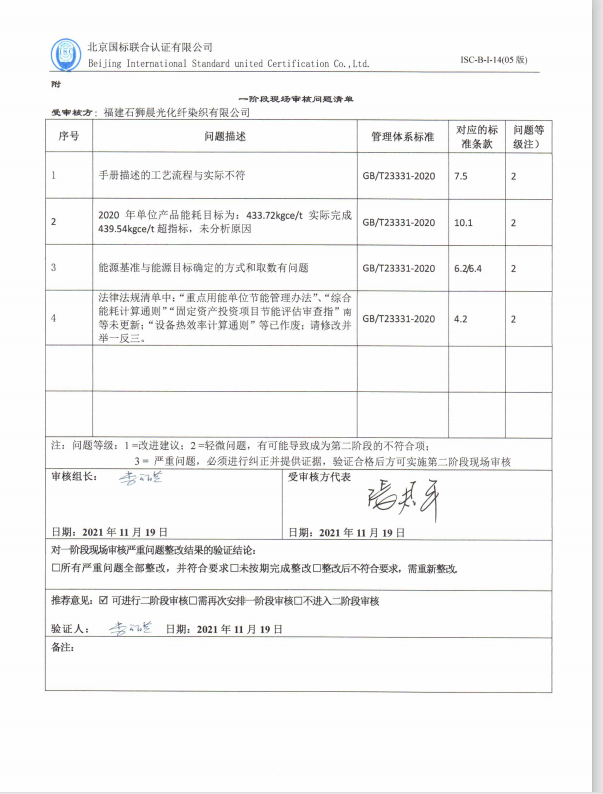 北京国标联合认证有限公司
Beijing International Standard united Certification Co.,Ltd.
ISC-B-I-14(05 版)
附
一阶段现场审核问题清单
受审核方：福建石狮晨光化纤染织有限公司
序号 问题描述 管理体系标准 对应的标准条款 问题等级注）
1 手册描述的工艺流程与实际不符 GB/T23331-2020 7.5 2
2 2020 年单位产品能耗目标为：433.72kgce/t 实际完成
439.54kgce/t 超指标，未分析原因 GB/T23331-2020 10.1 2
3 能源基准与能源目标确定的方式和取数有问题 GB/T23331-2020 6.2/6.4 2
4 法律法规清单中：“重点用能单位节能管理办法”、“综合
能耗计算通则”“固定资产投资项目节能评估审查指”南
等未更新；“设备热效率计算通则”等已作废；请修改并
举一反三。 GB/T23331-2020 4.2 2
注：问题等级：1 =改进建议；2 =轻微问题，有可能导致成为第二阶段的不符合项；
3 = 严重问题，必须进行纠正并提供证据，验证合格后方可实施第二阶段现场审核
审核组长： 受审核方代表
日期：2021 年 11 月 19 日 日期：2021 年 11 月 19 日
对一阶段现场审核严重问题整改结果的验证结论：
□所有严重问题全部整改，并符合要求□未按期完成整改□整改后不符合要求，需重新整改.
推荐意见：☑ 可进行二阶段审核□需再次安排一阶段审核□不进入二阶段审核
验证人： 日期：2021 年 11 月 19 日
备注：